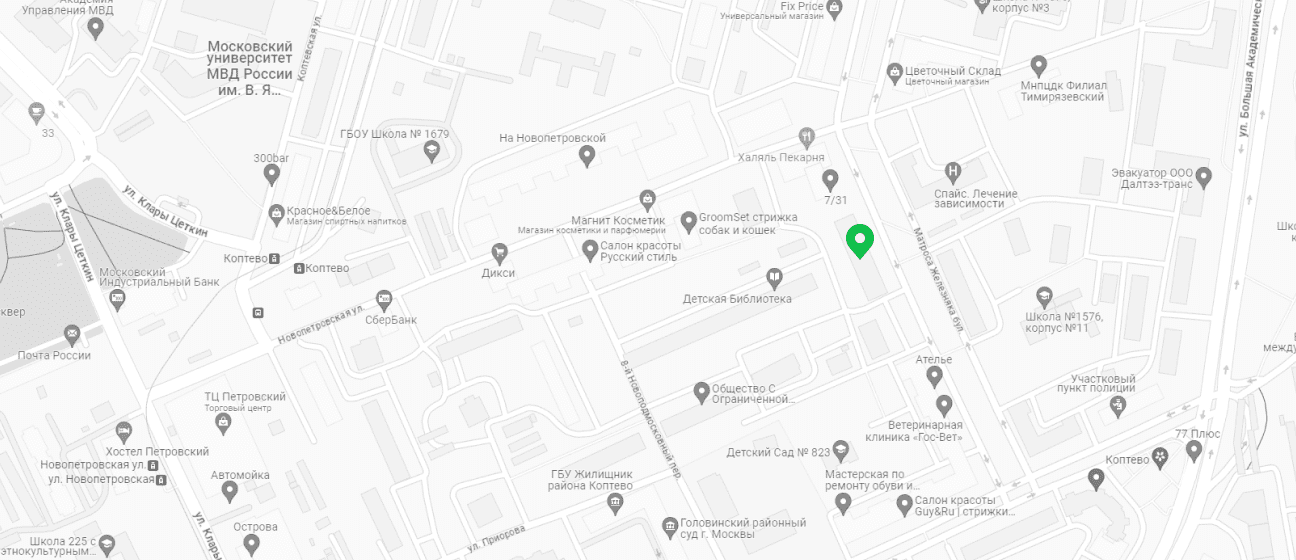 Академия
Управления МВД
Московский
университет
МВД России
им. В. Я...
Коптевская ул.
Fix Price
Универсальный магазин
корпус №3
Цветочный Склад
Цветочный магазин
Мнпцдк Филиал
Тимирязевский
ул. Большая Академическ
33
300bar
ГБОУ Школа № 1679
На Новопетровской
Халяль Пекарня
7/31
Спайс. Лечение
зависимости
Эвакуатор ООО
Далтэз-транс
ул. Клары Цеткин
ул. Клары Цеткин
Красное&Белое
Магазин спиртных напитков
Магнит Косметик
Магазин косметики и парфюмерии
GroomSet стрижка
собак и кошек
Салон красоты
Русский стиль
Дикси
Коптево
Коптево
Московский
Индустриальный Банк
СберБанк
Новопетровская ул.
Детская Библиотека
Матроса Железняка бул.
Школа №1576,
корпус №11
сквер
Почта России
Ателье
Участковый
пункт полиции
между
8-й Новоподмосковный пер.
ТЦ Петровский
Торговый центр
Общество С
Ограниченной...
Ветеринарная
клиника «Гос-Вет»
77 Плюс
Коптево
Хостел Петровский
Новопетровская ул.
ул. Новопетровская
Автомойка
Детский Сад № 823
Мастерская по
ремонту обуви и...
Салон красоты
Guy&Ru | стрижки...
ГБУ Жилищник
района Коптево
Головинский районный
суд г. Москвы
ул. Приорова
ул. Клары
Острова
Школа 225 с
этнокультурным...